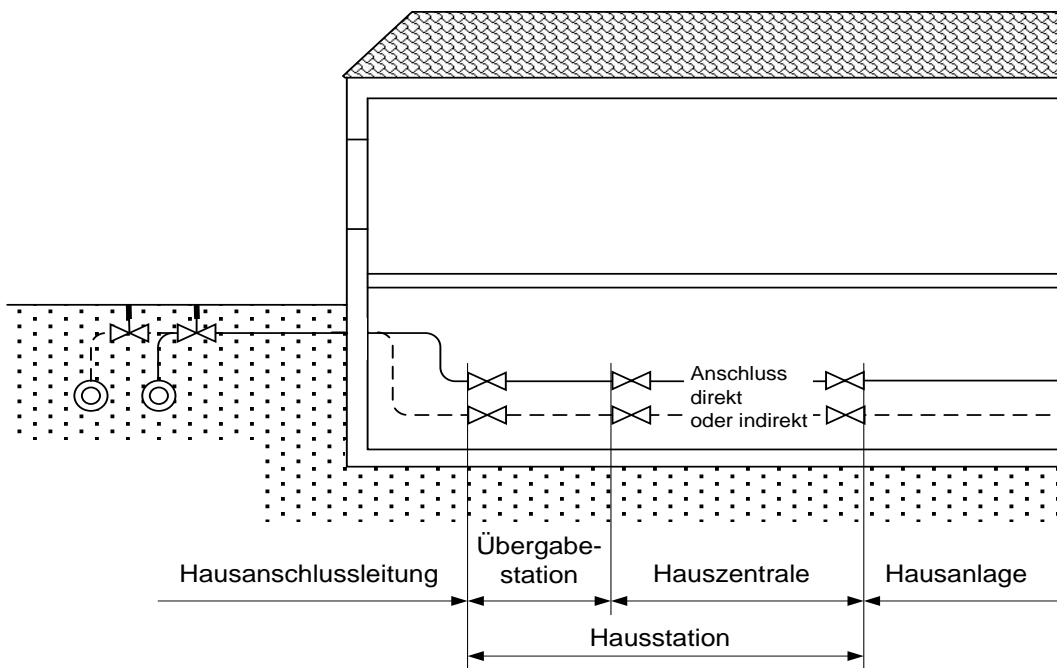 Anschluss
direkt
oder indirekt
Übergabe-
station
Hausanschlussleitung
Hauszentrale
Hausanlage
Hausstation